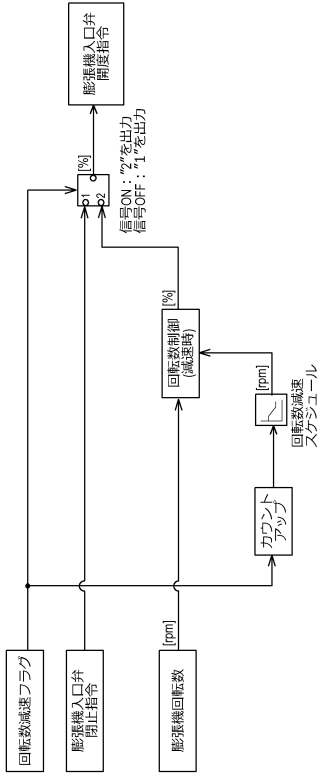 回転数減速フラグ
膨張機入口弁
閉止指令
膨張機回転数
[rpm]
カウント
アップ
[rpm]
回転数減速
スケジュール
回転数制御
(減速時)
[%]
1
2
[%]
信号ON："2"を出力
信号OFF："1"を出力
膨張機入口弁
開度指令